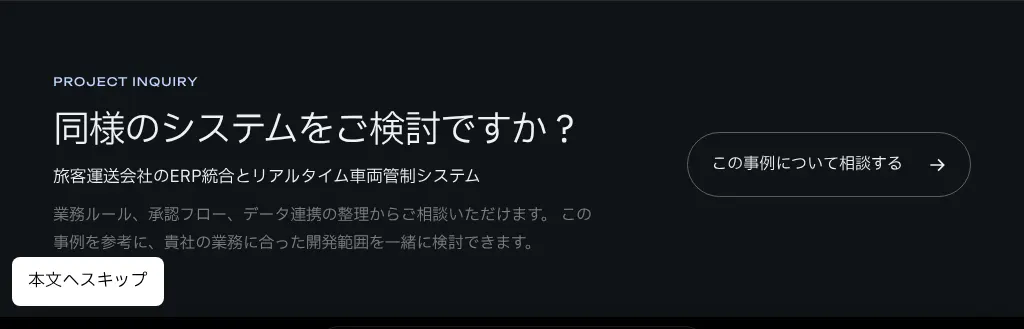 PROJECT INQUIRY
同様のシステムをご検討ですか？
旅客運送会社のERP統合とリアルタイム車両管制システム
業務ルール、承認フロー、データ連携の整理からご相談いただけます。 この
事例を参考に、貴社の業務に合った開発範囲を一緒に検討できます。
この事例について相談する →
本文へスキップ